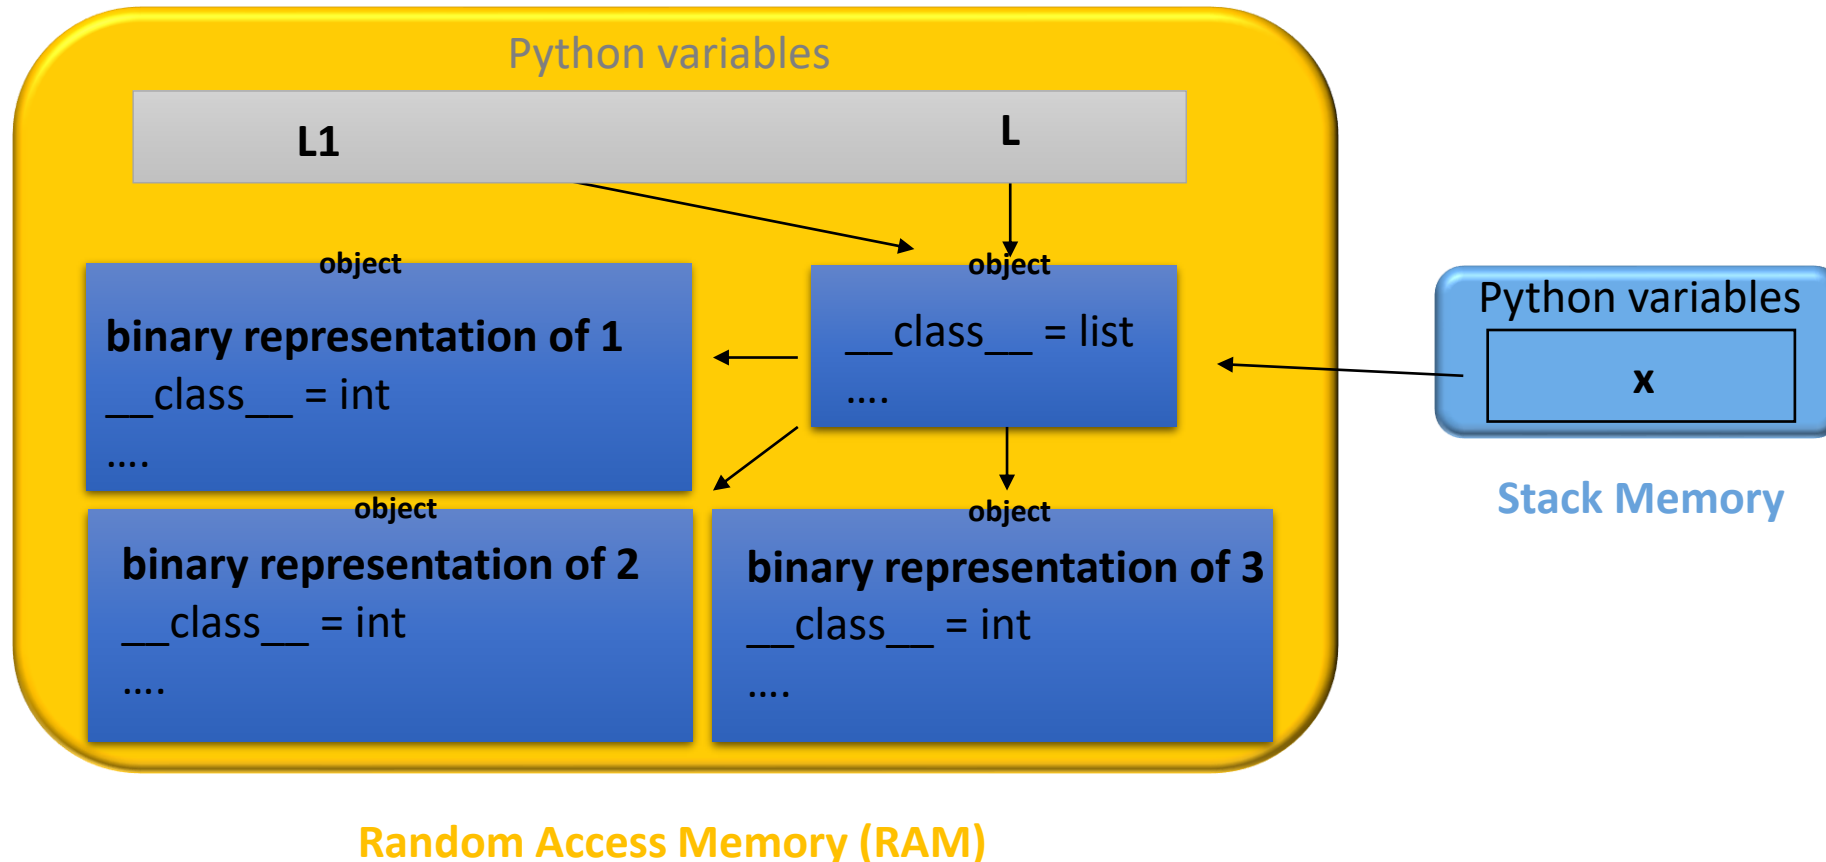 Python variables
L1
L
object
binary representation of 1
__class__ = int
....
object
__class__ = list
....
object
binary representation of 2
__class__ = int
....
object
binary representation of 3
__class__ = int
....
Random Access Memory (RAM)
Python variables
x
Stack Memory